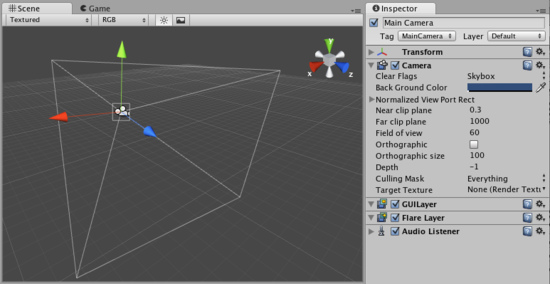 Scene
Game
Textured
RGB
x
z
Inspector
Main Camera
Tag MainCamera Layer Default
Transform
Camera
Clear Flags Skybox
Back Ground Color
Normalized View Port Rect
Near clip plane 0.3
Far clip plane 1000
Field of view 60
Orthographic
Orthographic size 100
Depth -1
Culling Mask Everything
Target Texture None (Render Textu
GUILayer
Flare Layer
Audio Listener